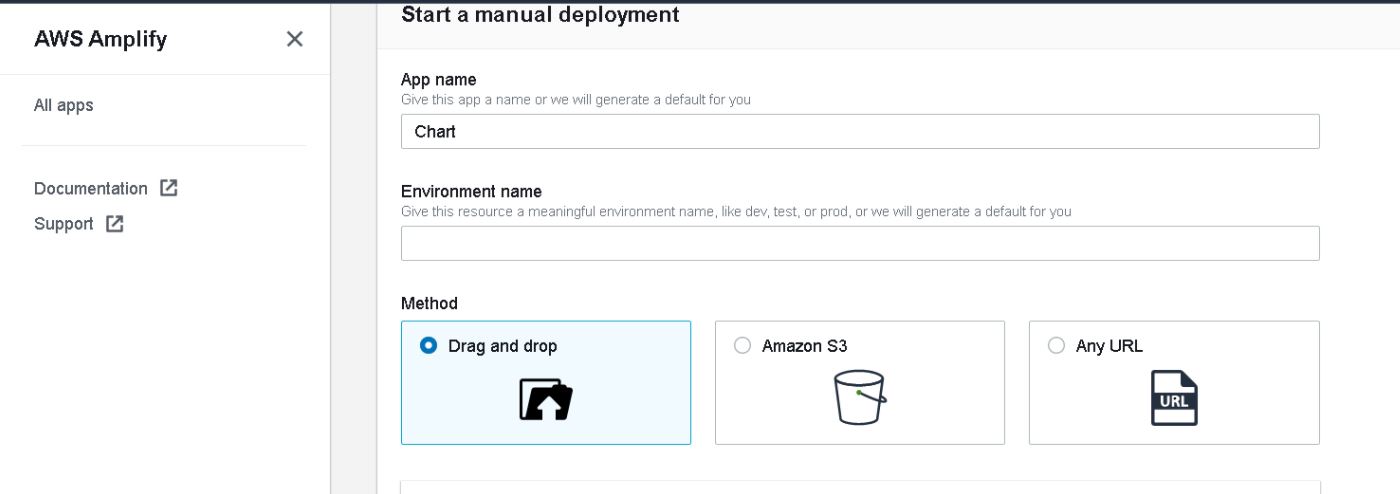 Start a manual deployment
AWS Amplify
All apps
Documentation
Support
App name
Give this app a name or we will generate a default for you
Chart
Environment name
Give this resource a meaningful environment name, like dev, test, or prod, or we will generate a default for you
Method
Drag and drop
Amazon S3
Any URL
URL